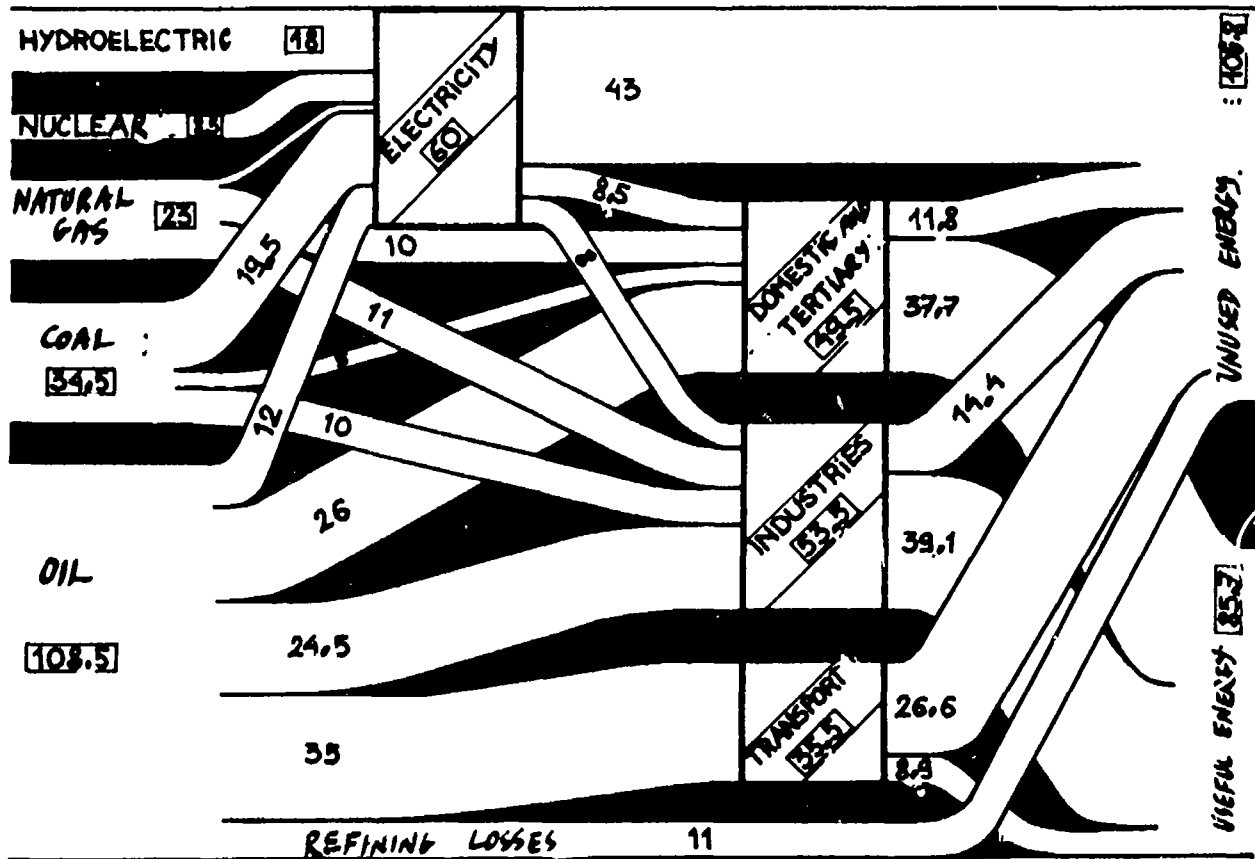 HYDROELECTRIC 18
NUCLEAR :
NATURAL
GAS 23
COAL :
34,5
OIL
108.5
ELECTRICITY
60
43
8,5
10
8
19,5
11
12
10
26
24,5
35
REFINING LOSSES 11
DOMESTIC AND
TERTIARY
49,5
INDUSTRIES
53,5
TRANSPORT
35,5
11,8
37,7
14.4
39,1
26,6
8.9
UNUSED ENERGY :
USEFUL ENERGY 85.7